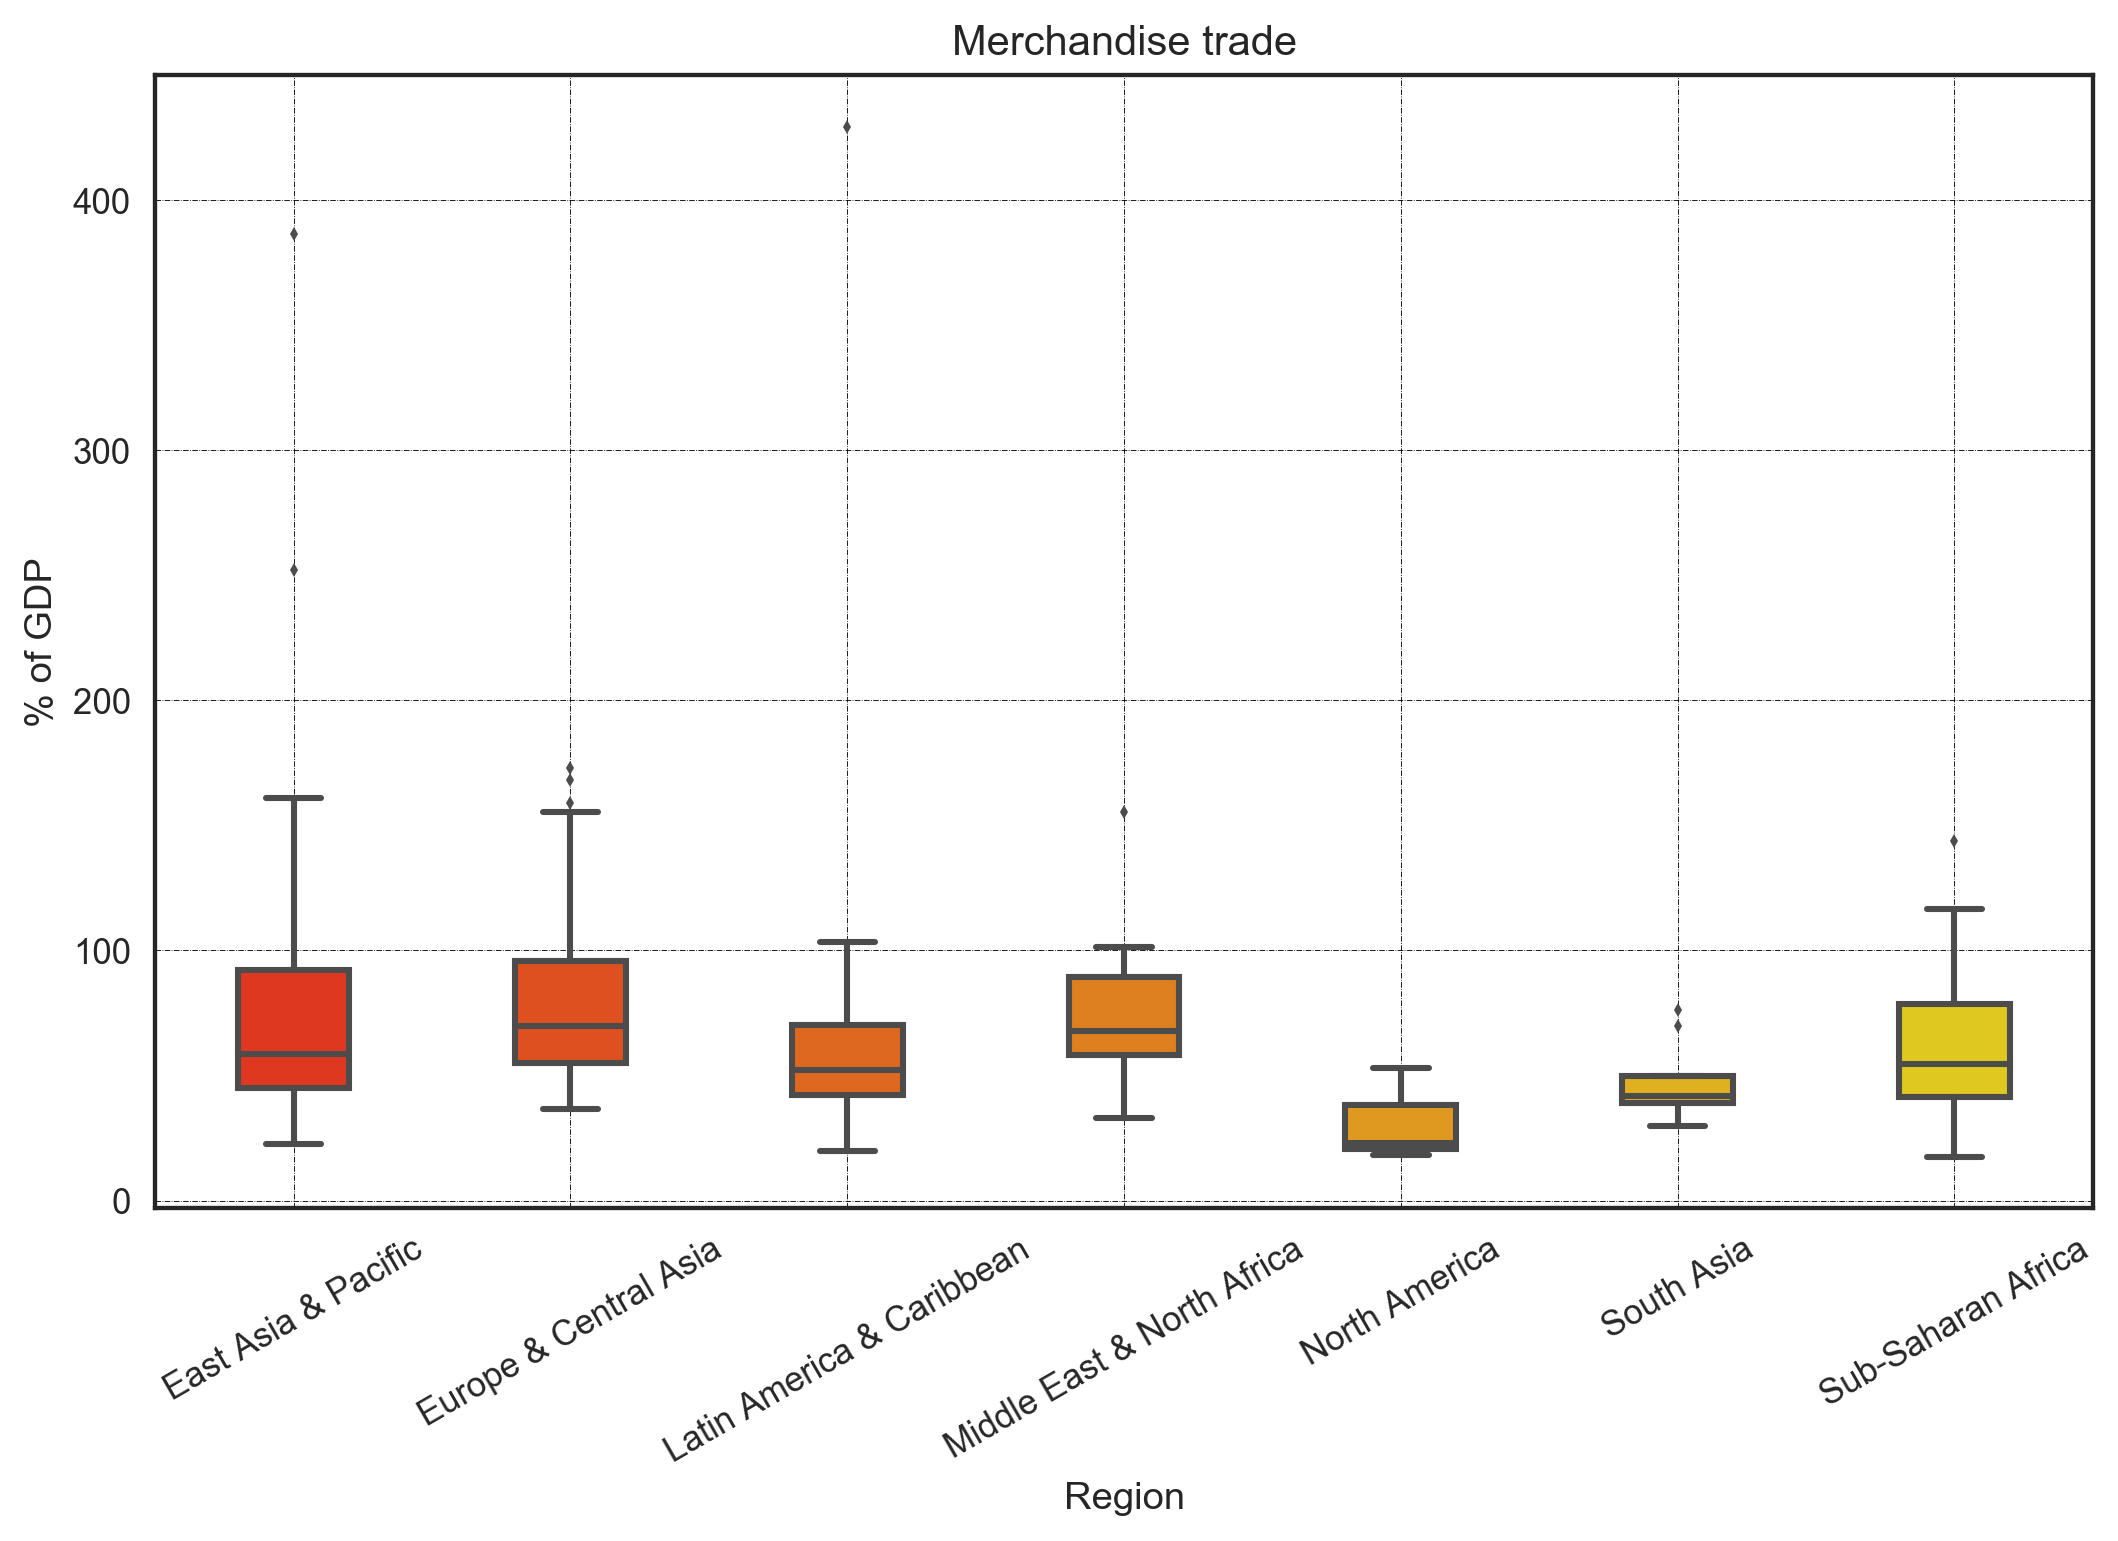 Merchandise trade
% of GDP
400
300
200
100
0
East Asia & Pacific
Europe & Central Asia
Latin America & Caribbean
Middle East & North Africa
North America
South Asia
Sub-Saharan Africa
Region